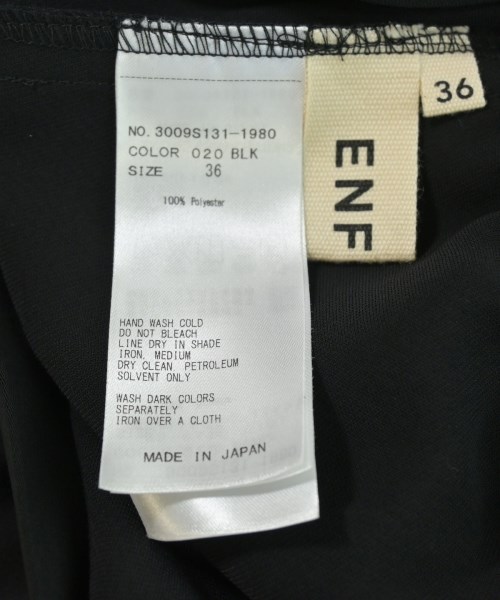 NO. 3009S131-1980
COLOR 020 BLK
SIZE 36
100% Polyester
HAND WASH COLD
DO NOT BLEACH
LINE DRY IN SHADE
IRON, MEDIUM
DRY CLEAN, PETROLEUM
SOLVENT ONLY
WASH DARK COLORS
SEPARATELY
IRON OVER A CLOTH
MADE IN JAPAN
ENF
36